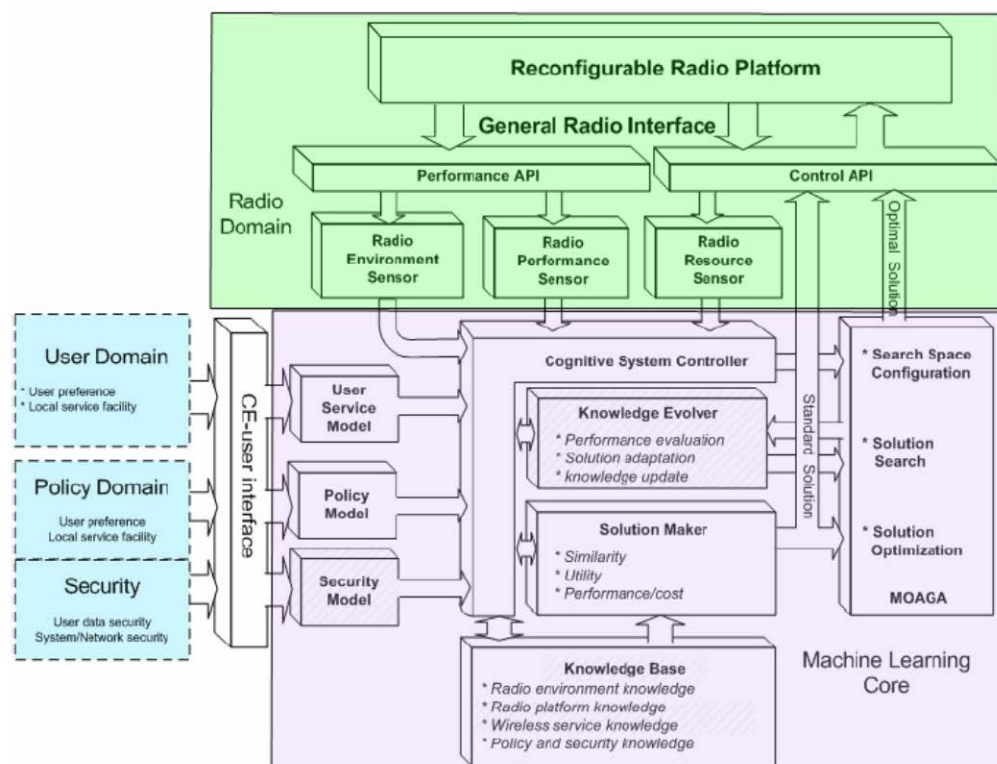 Reconfigurable Radio Platform
General Radio Interface
Performance API
Control API
Radio
Domain
Radio
Environment
Sensor
Radio
Performance
Sensor
Radio
Resource
Sensor
Standard Solution
Optimal Solution
User Domain
* User preference
* Local service facility
Policy Domain
User preference
Local service facility
Security
User data security
System/Network security
CE-user interface
User
Service
Model
Policy
Model
Security
Model
Cognitive System Controller
Knowledge Evolver
* Performance evaluation
* Solution adaptation
* knowledge update
Solution Maker
* Similarity
* Utility
* Performance/cost
* Search Space
Configuration
* Solution
Search
* Solution
Optimization
MOAGA
Knowledge Base
* Radio environment knowledge
* Radio platform knowledge
* Wireless service knowledge
* Policy and security knowledge
Machine Learning
Core